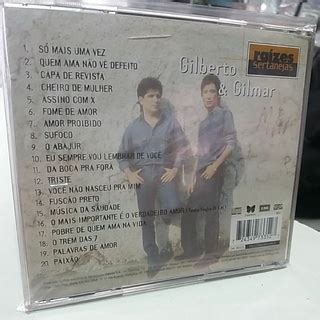 raízes
sertanejas
Gilberto
& Gilmar
1. SÓ MAIS UMA VEZ
2. QUEM AMA NÃO VÊ DEFEITO
3. CAPA DE REVISTA
4. CHEIRO DE MULHER
5. ASSINO COM X
6. FOME DE AMOR
7. AMOR PROIBIDO
8. SUFOCO
9. O ABAJUR
10. EU SEMPRE VOU LEMBRAR DE VOCÊ
11. DA BOCA PRA FORA
12. TRISTE
13. VOCÊ NÃO NASCEU PRA MIM
14. FUSCÃO PRETO
15. MÚSICA DA SAUDADE
16. O MAIS IMPORTANTE É O VERDADEIRO AMOR
17. POBRE DE QUEM AMA NA VIDA
18. O TREM DAS 7
19. PALAVRAS DE AMOR
20. PAIXÃO
EMI